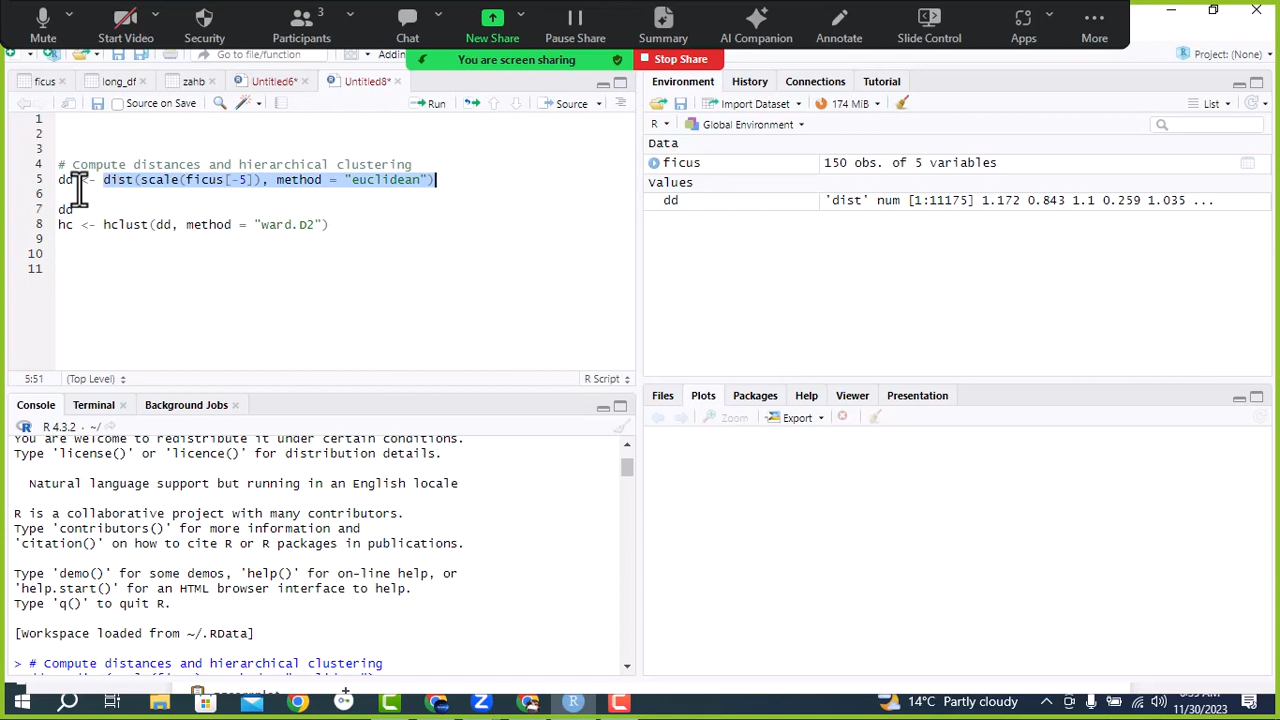 Mute
Start Video
Security
3
Participants
Chat
New Share
Pause Share
Summary
AI Companion
Annotate
Slide Control
Apps
More
Go to file/function
Addin
You are screen sharing
Stop Share
Project: (None)
ficus
long_df
zahb
Untitled6*
Untitled8*
Source on Save
Run
Source
1
2
3
4 # Compute distances and hierarchical clustering
5 dd <- dist(scale(ficus[-5]), method = "euclidean")
6
7 dd
8 hc <- hclust(dd, method = "ward.D2")
9
10
11
5:51 (Top Level) R Script
Console Terminal Background Jobs
R 4.3.2 · ~/
You are welcome to redistribute it under certain conditions.
Type 'license()' or 'licence()' for distribution details.
Natural language support but running in an English locale
R is a collaborative project with many contributors.
Type 'contributors()' for more information and
'citation()' on how to cite R or R packages in publications.
Type 'demo()' for some demos, 'help()' for on-line help, or
'help.start()' for an HTML browser interface to help.
Type 'q()' to quit R.
[workspace loaded from ~/.RData]
> # Compute distances and hierarchical clustering
Environment History Connections Tutorial
Import Dataset 174 MiB List
R Global Environment
Data
ficus 150 obs. of 5 variables
Values
dd 'dist' num [1:11175] 1.172 0.843 1.1 0.259 1.035 ...
Files Plots Packages Help Viewer Presentation
Zoom Export
14°C Partly cloudy
11/30/2023